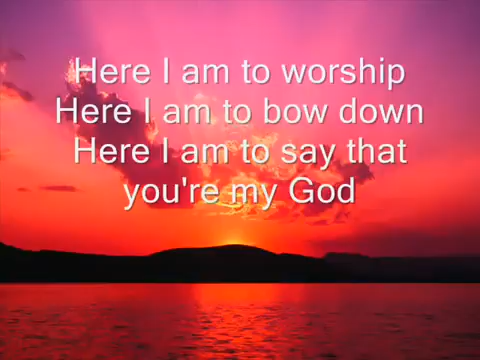 Here I am to worship
Here I am to bow down
Here I am to say that
you're my God